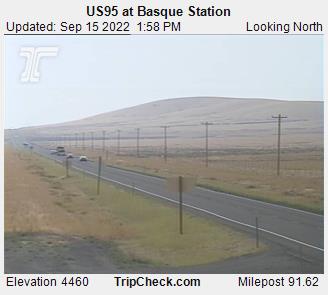 US95 at Basque Station
Updated: Sep 15 2022 1:58 PM Looking North
Elevation 4460 TripCheck.com Milepost 91.62